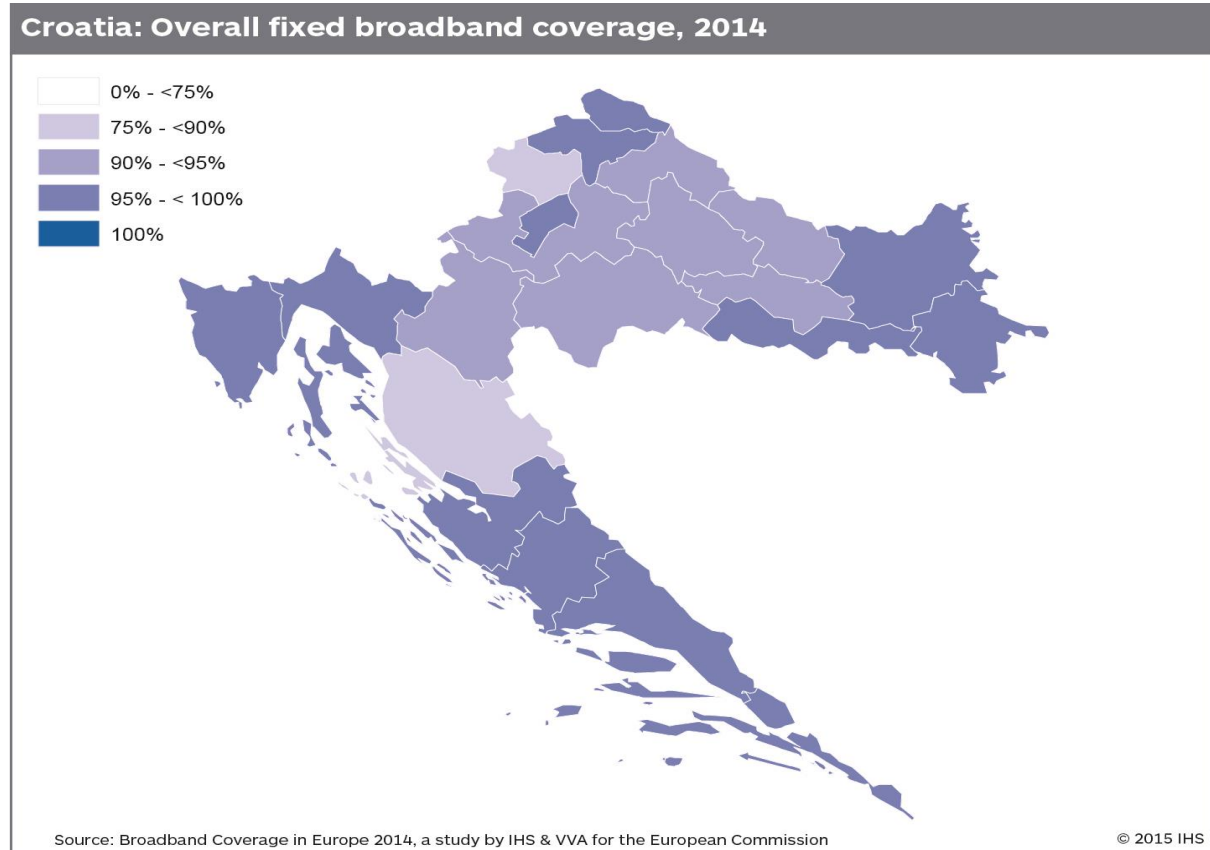 Croatia: Overall fixed broadband coverage, 2014
0% - <75%
75% - <90%
90% - <95%
95% - < 100%
100%
Source: Broadband Coverage in Europe 2014, a study by IHS & VVA for the European Commission
© 2015 IHS